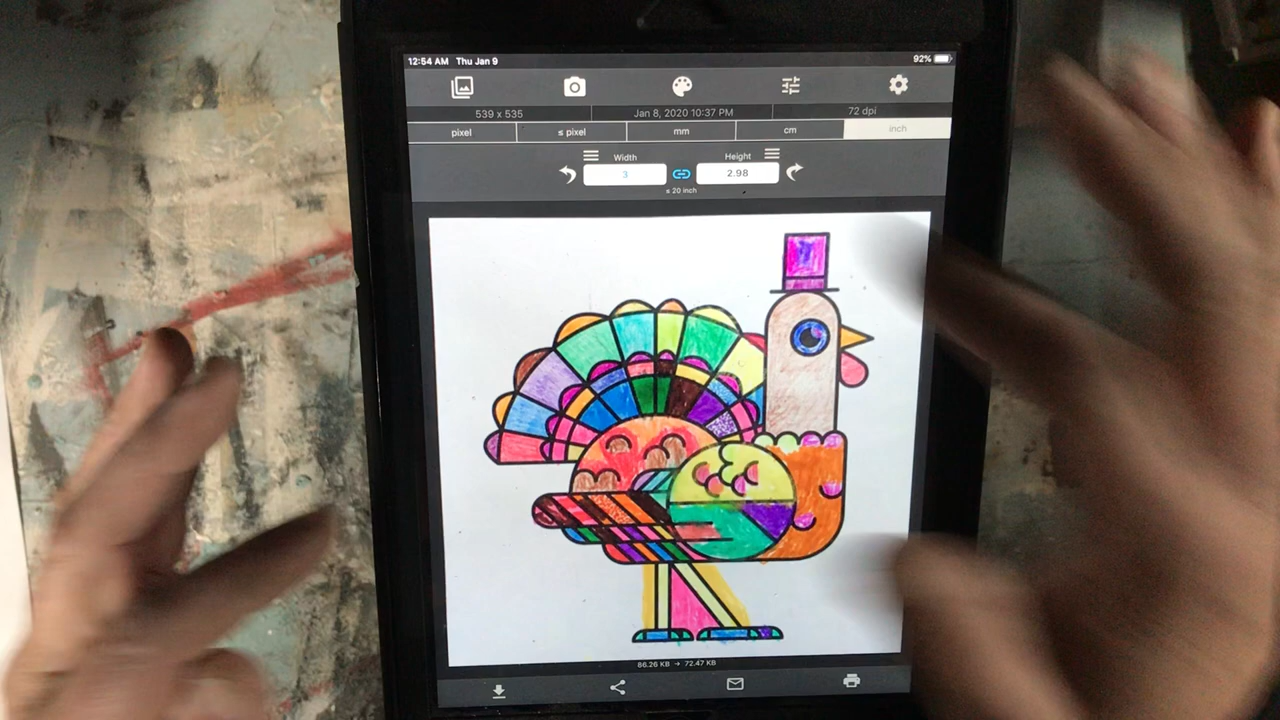 12:54 AM Thu Jan 9 92%
539 x 535 Jan 8, 2020 10:37 PM 72 dpi
pixel ≤ pixel mm cm inch
Width Height
3 2.98
≤ 20 inch
86.26 KB → 72.47 KB